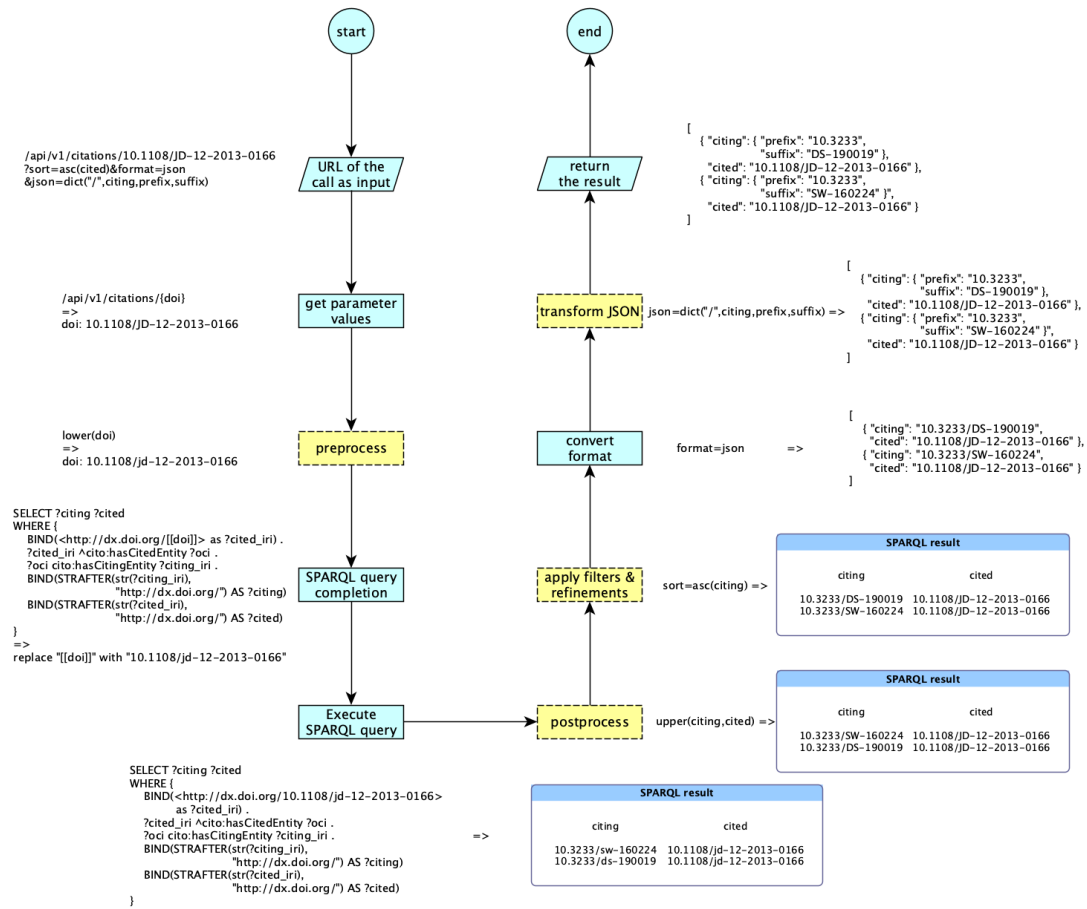 start
/api/v1/citations/10.1108/JD-12-2013-0166
?sort=asc(cited)&format=json
&json=dict("/",citing,prefix,suffix)
URL of the
call as input
/api/v1/citations/{doi}
=>
doi: 10.1108/JD-12-2013-0166
get parameter
values
lower(doi)
=>
doi: 10.1108/jd-12-2013-0166
preprocess
SELECT ?citing ?cited
WHERE {
BIND(<http://dx.doi.org/[[doi]]> as ?cited_iri) .
?cited_iri ^cito:hasCitedEntity ?oci .
?oci cito:hasCitingEntity ?citing_iri .
BIND(STRAFTER(str(?citing_iri),
"http://dx.doi.org/") AS ?citing)
BIND(STRAFTER(str(?cited_iri),
"http://dx.doi.org/") AS ?cited)
}
=>
replace "[[doi]]" with "10.1108/jd-12-2013-0166"
SPARQL query
completion
Execute
SPARQL query
SELECT ?citing ?cited
WHERE {
BIND(<http://dx.doi.org/10.1108/jd-12-2013-0166>
as ?cited_iri) .
?cited_iri ^cito:hasCitedEntity ?oci .
?oci cito:hasCitingEntity ?citing_iri .
BIND(STRAFTER(str(?citing_iri),
"http://dx.doi.org/") AS ?citing)
BIND(STRAFTER(str(?cited_iri),
"http://dx.doi.org/") AS ?cited)
}
=>
SPARQL result
citing cited
10.3233/sw-160224 10.1108/jd-12-2013-0166
10.3233/ds-190019 10.1108/jd-12-2013-0166
postprocess
upper(citing,cited) =>
SPARQL result
citing cited
10.3233/SW-160224 10.1108/JD-12-2013-0166
10.3233/DS-190019 10.1108/JD-12-2013-0166
apply filters &
refinements
sort=asc(citing) =>
SPARQL result
citing cited
10.3233/DS-190019 10.1108/JD-12-2013-0166
10.3233/SW-160224 10.1108/JD-12-2013-0166
convert
format
format=json =>
[
{ "citing": "10.3233/DS-190019",
"cited": "10.1108/JD-12-2013-0166" },
{ "citing": "10.3233/SW-160224",
"cited": "10.1108/JD-12-2013-0166" }
]
transform JSON
json=dict("/",citing,prefix,suffix) =>
[
{ "citing": { "prefix": "10.3233",
"suffix": "DS-190019" },
"cited": "10.1108/JD-12-2013-0166" },
{ "citing": { "prefix": "10.3233",
"suffix": "SW-160224" }",
"cited": "10.1108/JD-12-2013-0166" }
]
return
the result
[
{ "citing": { "prefix": "10.3233",
"suffix": "DS-190019" },
"cited": "10.1108/JD-12-2013-0166" },
{ "citing": { "prefix": "10.3233",
"suffix": "SW-160224" }",
"cited": "10.1108/JD-12-2013-0166" }
]
end